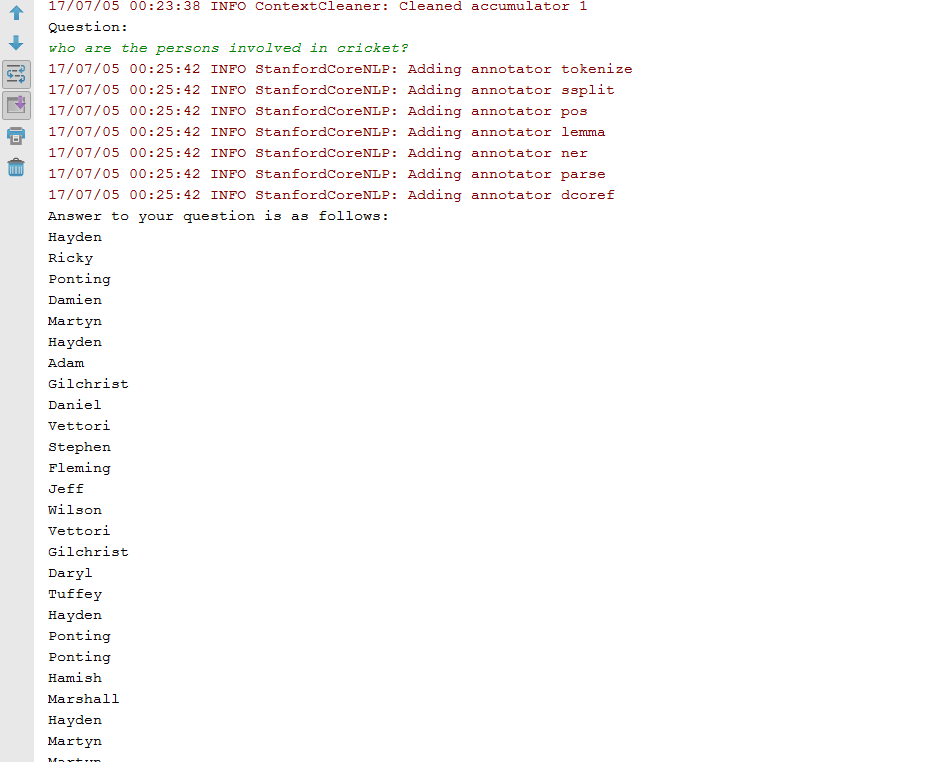 17/07/05 00:23:38 INFO ContextCleaner: Cleaned accumulator 1
Question:
who are the persons involved in cricket?
17/07/05 00:25:42 INFO StanfordCoreNLP: Adding annotator tokenize
17/07/05 00:25:42 INFO StanfordCoreNLP: Adding annotator ssplit
17/07/05 00:25:42 INFO StanfordCoreNLP: Adding annotator pos
17/07/05 00:25:42 INFO StanfordCoreNLP: Adding annotator lemma
17/07/05 00:25:42 INFO StanfordCoreNLP: Adding annotator ner
17/07/05 00:25:42 INFO StanfordCoreNLP: Adding annotator parse
17/07/05 00:25:42 INFO StanfordCoreNLP: Adding annotator dcoref
Answer to your question is as follows:
Hayden
Ricky
Ponting
Damien
Martyn
Hayden
Adam
Gilchrist
Daniel
Vettori
Stephen
Fleming
Jeff
Wilson
Vettori
Gilchrist
Daryl
Tuffey
Hayden
Ponting
Ponting
Hamish
Marshall
Hayden
Martyn
Martyn